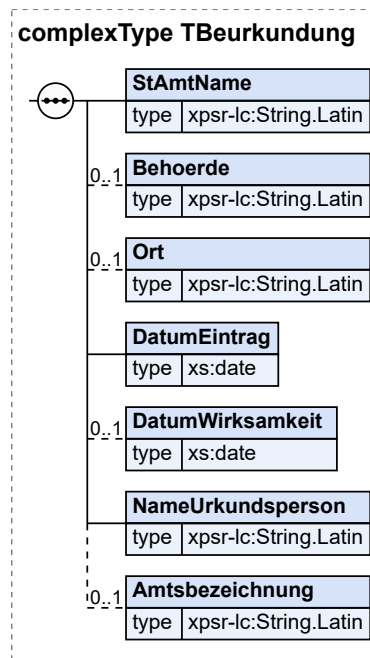 complexType TBeurkundung
StAmtName
type xpsr-lc:String.Latin
0..1 Behoerde
type xpsr-lc:String.Latin
0..1 Ort
type xpsr-lc:String.Latin
DatumEintrag
type xs:date
0..1 DatumWirksamkeit
type xs:date
NameUrkundsperson
type xpsr-lc:String.Latin
0..1 Amtsbezeichnung
type xpsr-lc:String.Latin